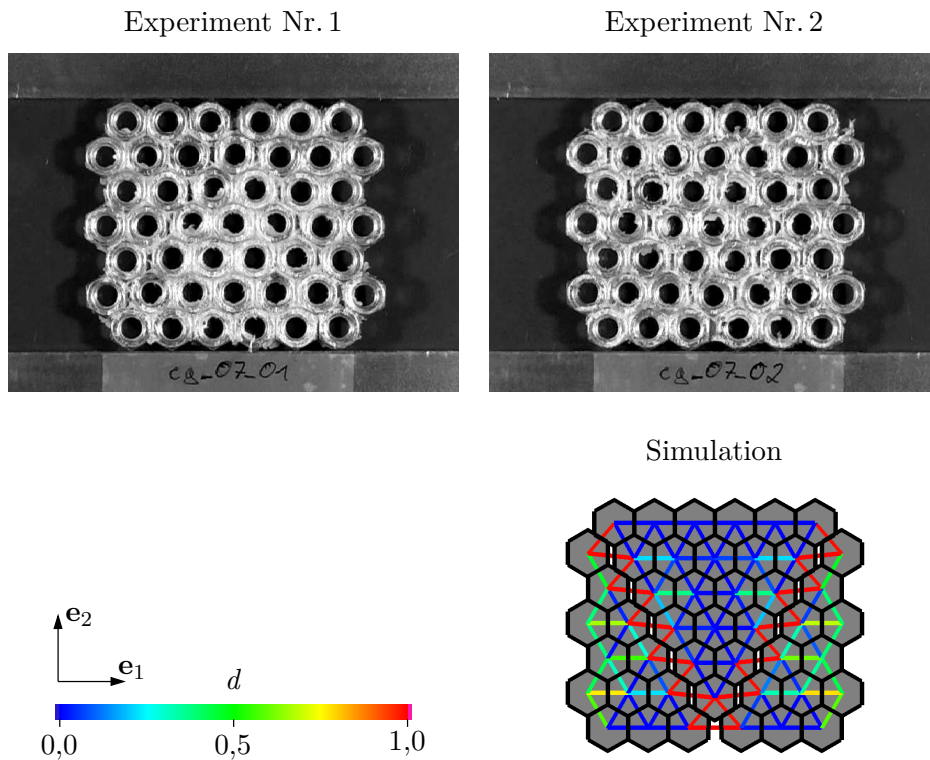 Experiment Nr. 1
Experiment Nr. 2
cg_07_01
cg_07_02
Simulation
e₂
e₁
d
0,0 0,5 1,0